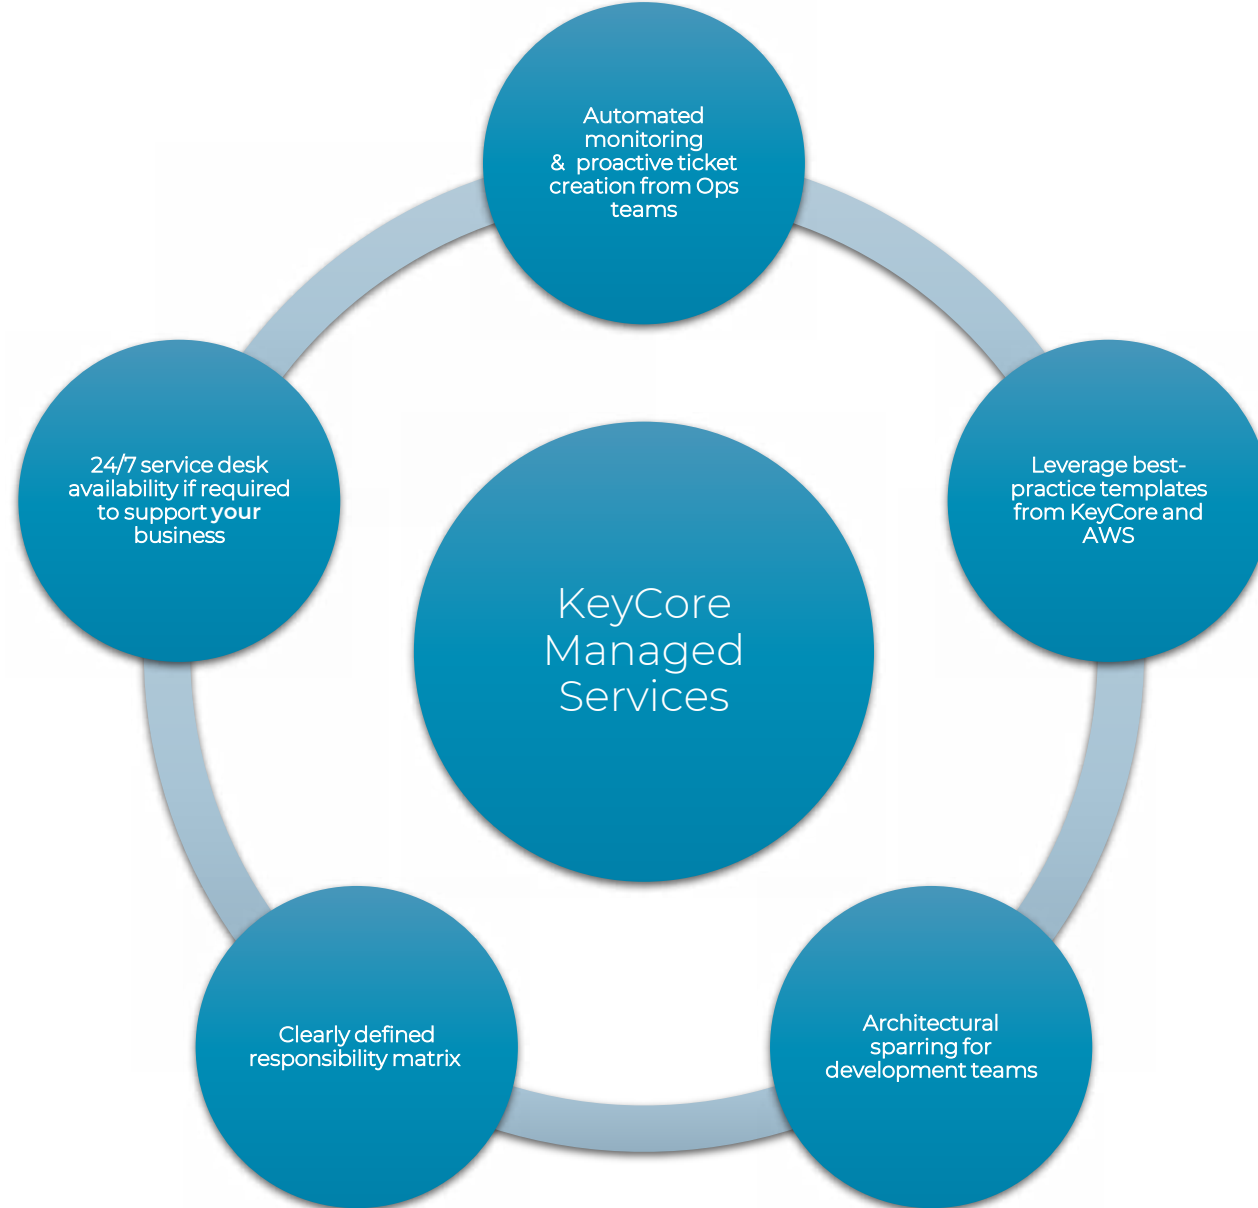 Automated
monitoring
& proactive ticket
creation from Ops
teams
24/7 service desk
availability if required
to support your
business
Leverage best-
practice templates
from KeyCore and
AWS
KeyCore
Managed
Services
Clearly defined
responsibility matrix
Architectural
sparring for
development teams